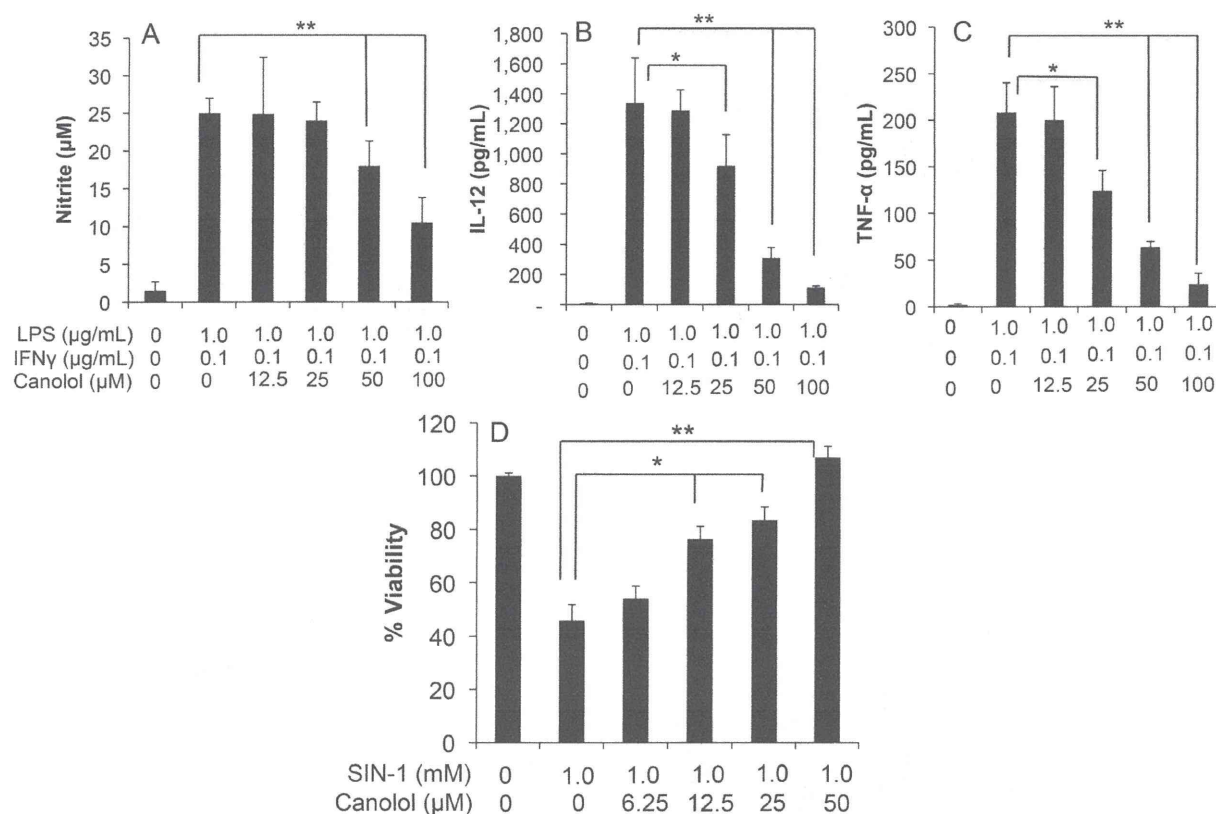 A
**
35
30
25
20
15
10
5
0
Nitrite (µM)
LPS (µg/mL) 0 1.0 1.0 1.0 1.0 1.0
IFNγ (µg/mL) 0 0.1 0.1 0.1 0.1 0.1
Canolol (µM) 0 0 12.5 25 50 100
B
**
*
1,800
1,600
1,400
1,200
1,000
800
600
400
200
-
IL-12 (pg/mL)
0 1.0 1.0 1.0 1.0 1.0
0 0.1 0.1 0.1 0.1 0.1
0 0 12.5 25 50 100
C
**
*
300
250
200
150
100
50
0
TNF-α (pg/mL)
0 1.0 1.0 1.0 1.0 1.0
0 0.1 0.1 0.1 0.1 0.1
0 0 12.5 25 50 100
D
**
*
120
100
80
60
40
20
0
% Viability
SIN-1 (mM) 0 1.0 1.0 1.0 1.0 1.0
Canolol (µM) 0 0 6.25 12.5 25 50